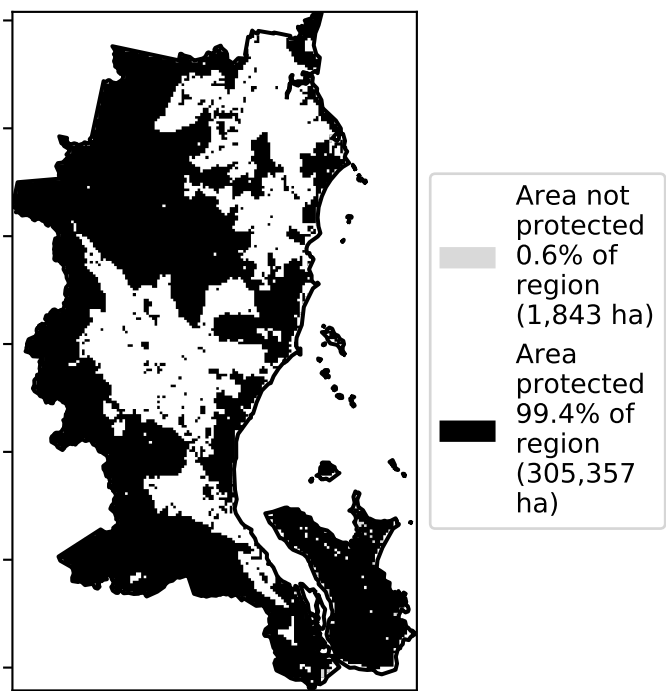 Area not
protected
0.6% of
region
(1,843 ha)
Area
protected
99.4% of
region
(305,357
ha)